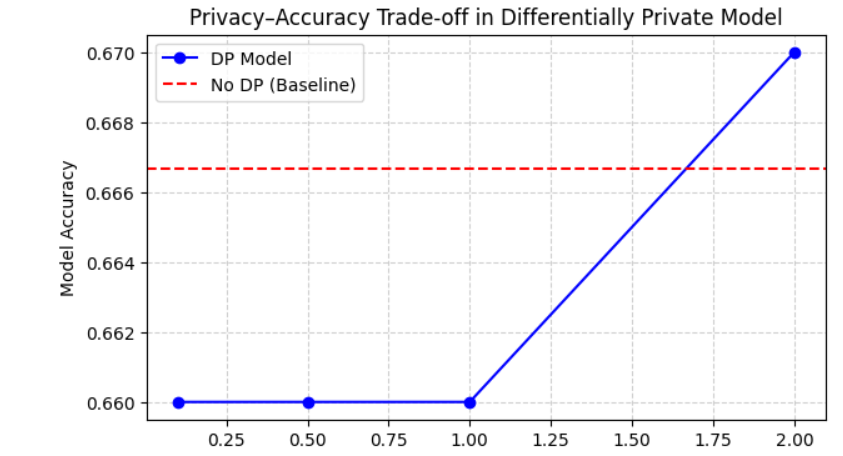 Privacy–Accuracy Trade-off in Differentially Private Model
DP Model
No DP (Baseline)
Model Accuracy
0.670
0.668
0.666
0.664
0.662
0.660
0.25 0.50 0.75 1.00 1.25 1.50 1.75 2.00